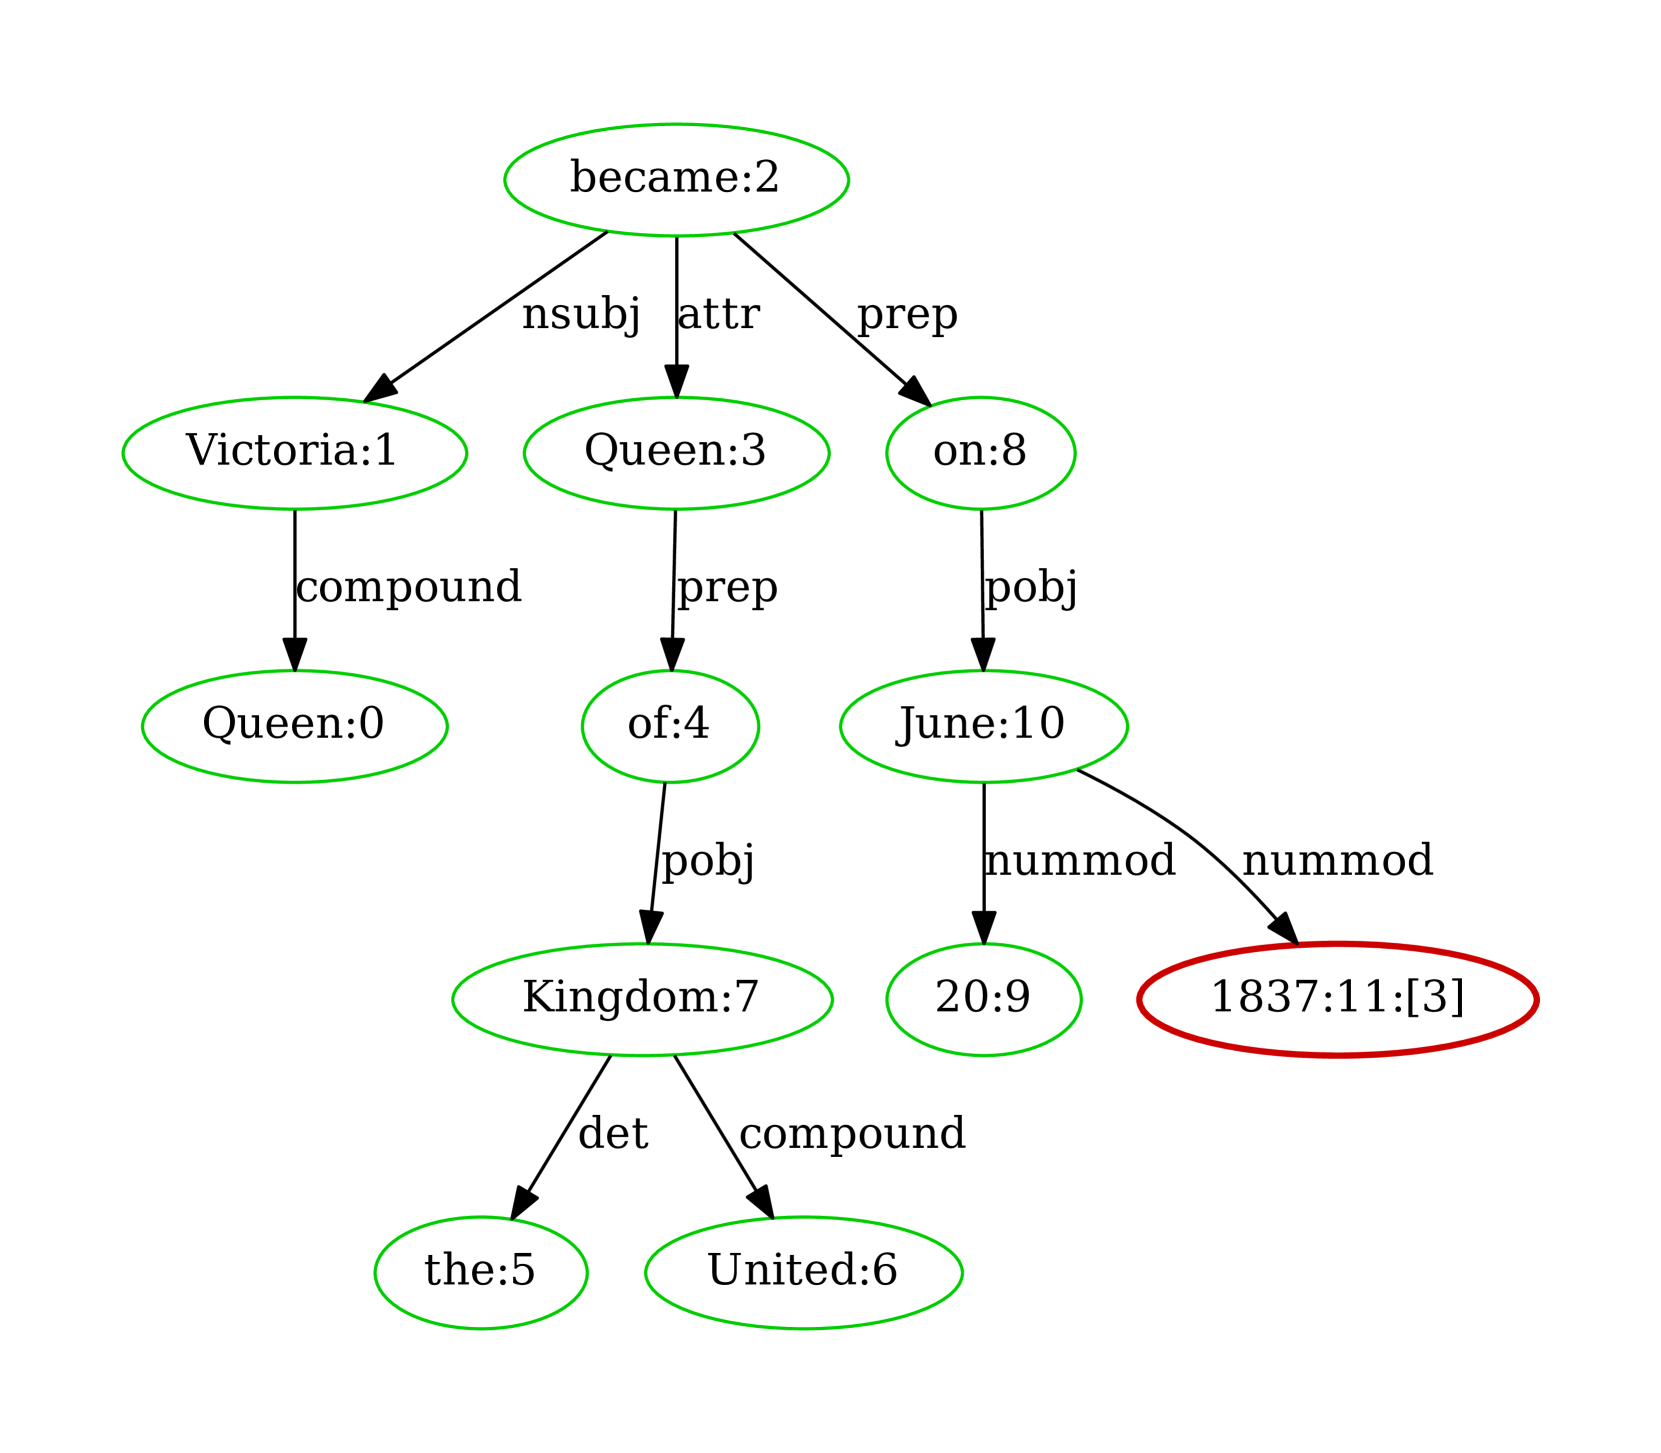 became:2
nsubj
attr
prep
Victoria:1
Queen:3
on:8
compound
prep
pobj
Queen:0
of:4
June:10
pobj
nummod
nummod
Kingdom:7
20:9
1837:11:[3]
det
compound
the:5
United:6